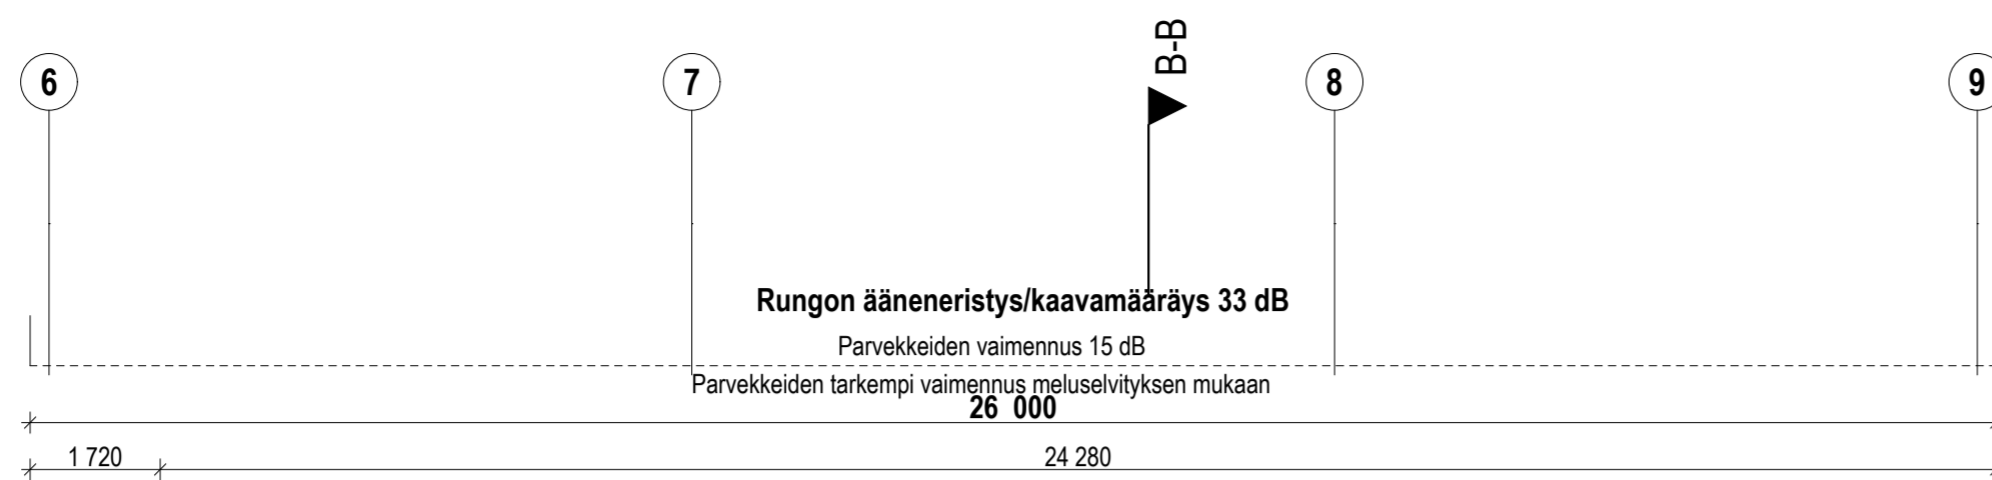 B-B
6 7 8 9
Rungon ääneneristys/kaavamääräys 33 dB
Parvekkeiden vaimennus 15 dB
Parvekkeiden tarkempi vaimennus meluselvityksen mukaan
26 000
1 720 24 280